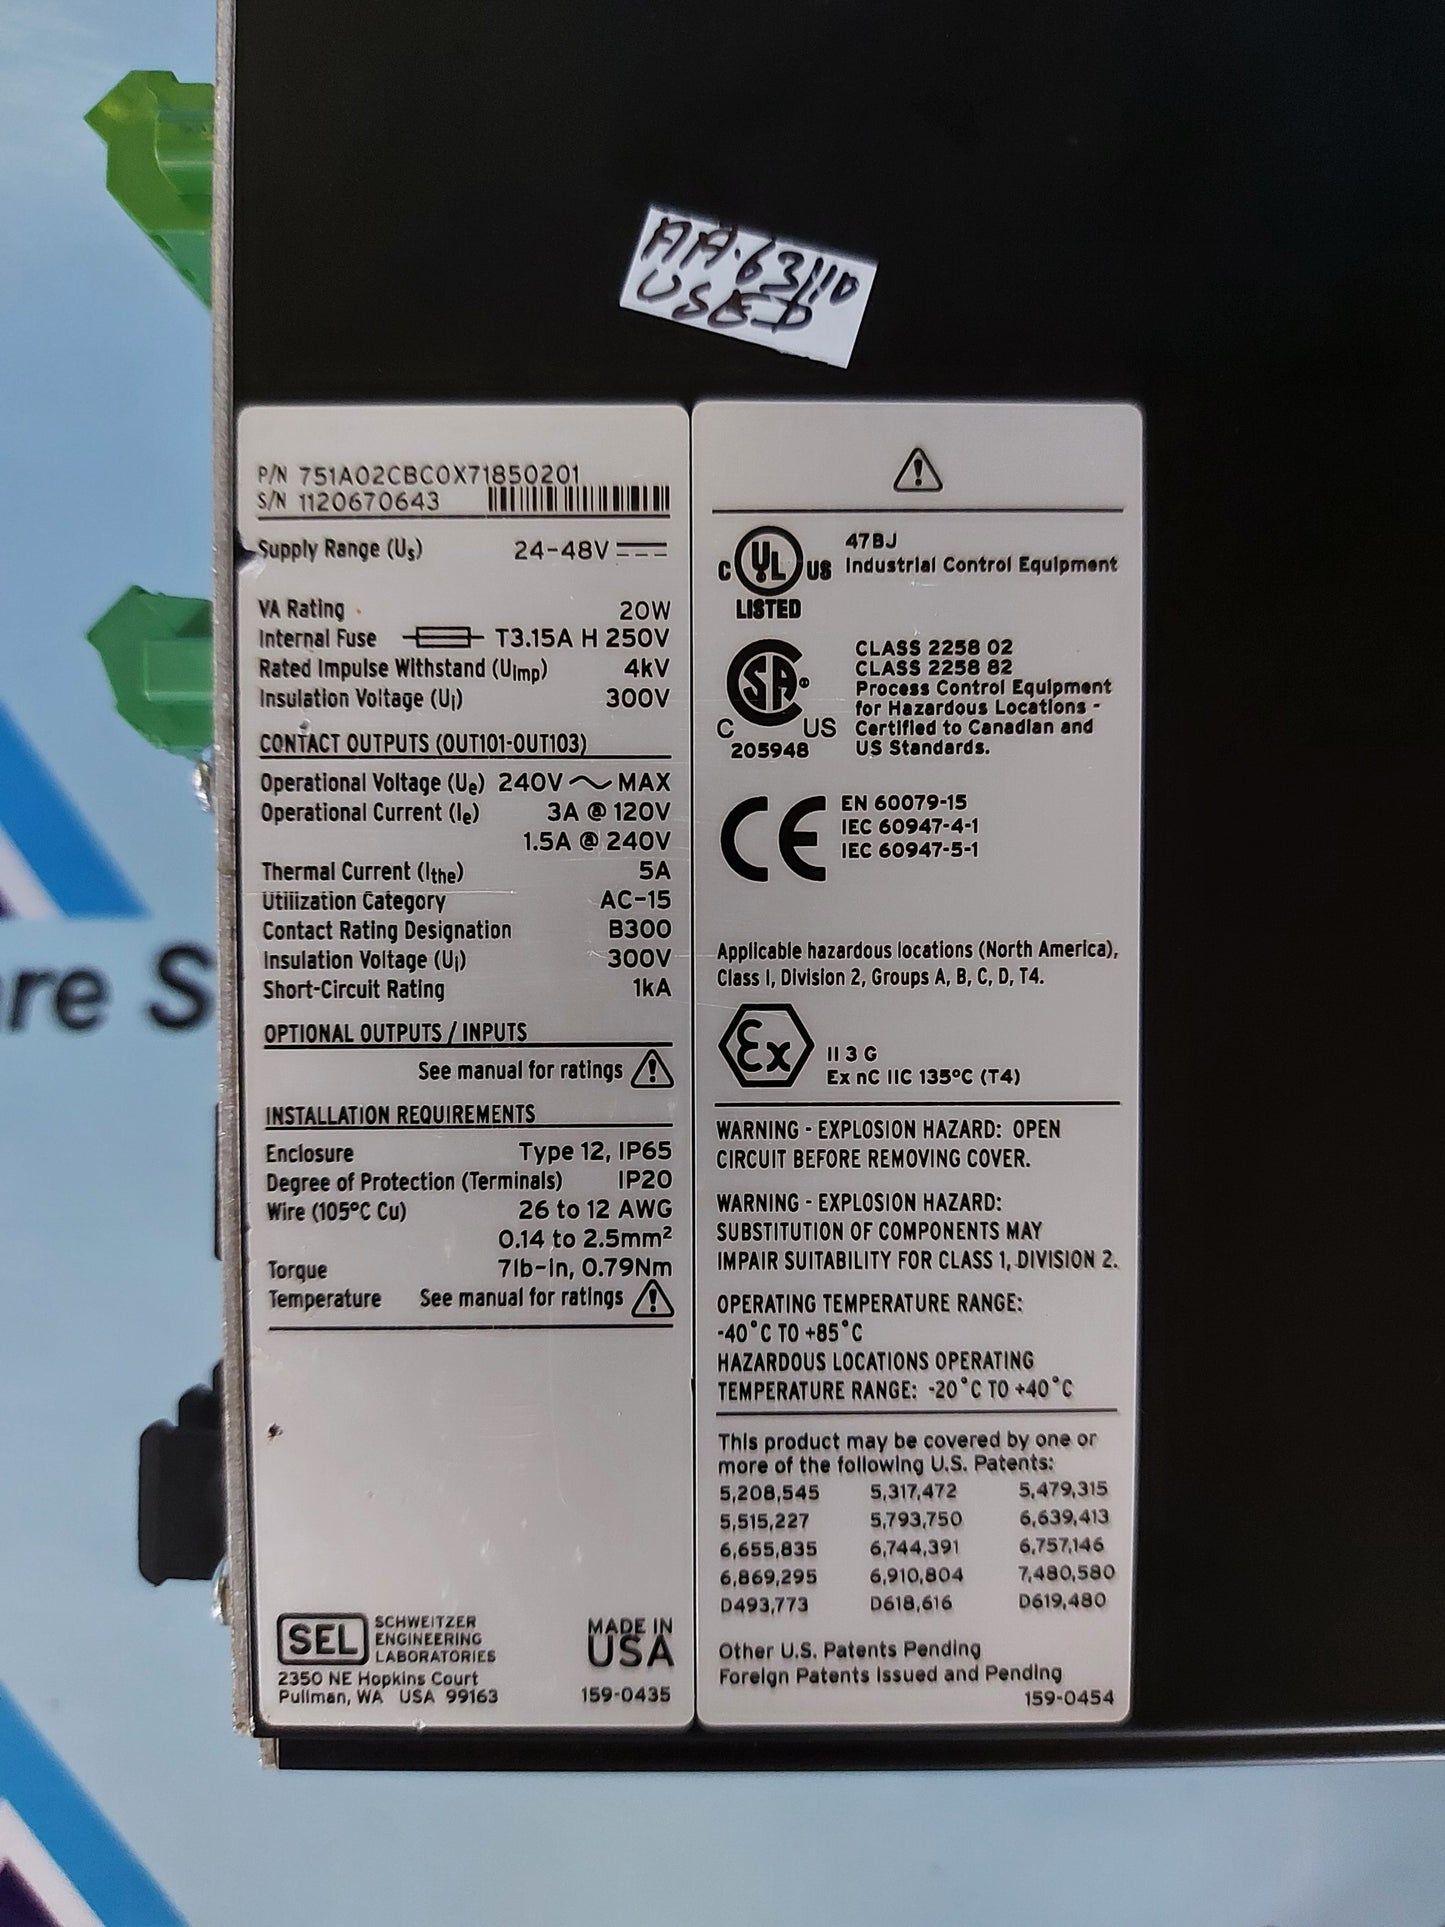 AA-63110
USED
P/N 751A02CBC0X71850201
S/N 1120670643
Supply Range (Us) 24-48V
VA Rating 20W
Internal Fuse T3.15A H 250V
Rated Impulse Withstand (Uimp) 4kV
Insulation Voltage (Ui) 300V
CONTACT OUTPUTS (OUT101-OUT103)
Operational Voltage (Ue) 240V ~ MAX
Operational Current (Ie) 3A @ 120V
1.5A @ 240V
Thermal Current (Ithe) 5A
Utilization Category AC-15
Contact Rating Designation B300
Insulation Voltage (Ui) 300V
Short-Circuit Rating 1kA
OPTIONAL OUTPUTS / INPUTS
See manual for ratings
INSTALLATION REQUIREMENTS
Enclosure Type 12, IP65
Degree of Protection (Terminals) IP20
Wire (105°C Cu) 26 to 12 AWG
0.14 to 2.5mm²
Torque 7lb-in, 0.79Nm
Temperature See manual for ratings
SEL SCHWEITZER
ENGINEERING
LABORATORIES
2350 NE Hopkins Court
Pullman, WA USA 99163
MADE IN
USA
159-0435
C UL US
LISTED
47BJ
Industrial Control Equipment
SA
C US
205948
CLASS 2258 02
CLASS 2258 82
Process Control Equipment
for Hazardous Locations -
Certified to Canadian and
US Standards.
CE
EN 60079-15
IEC 60947-4-1
IEC 60947-5-1
Applicable hazardous locations (North America),
Class I, Division 2, Groups A, B, C, D, T4.
Ex
II 3 G
Ex nC IIC 135°C (T4)
WARNING - EXPLOSION HAZARD: OPEN
CIRCUIT BEFORE REMOVING COVER.
WARNING - EXPLOSION HAZARD:
SUBSTITUTION OF COMPONENTS MAY
IMPAIR SUITABILITY FOR CLASS 1, DIVISION 2.
OPERATING TEMPERATURE RANGE:
-40°C TO +85°C
HAZARDOUS LOCATIONS OPERATING
TEMPERATURE RANGE: -20°C TO +40°C
This product may be covered by one or
more of the following U.S. Patents:
5,208,545 5,317,472 5,479,315
5,515,227 5,793,750 6,639,413
6,655,835 6,744,391 6,757,146
6,869,295 6,910,804 7,480,580
D493,773 D618,616 D619,480
Other U.S. Patents Pending
Foreign Patents Issued and Pending
159-0454
re S